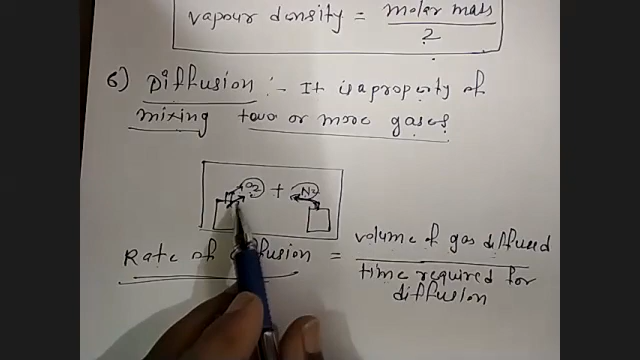 vapour density = molar mass / 2
6) Diffusion :- It is a property of
mixing two or more gases
O2 + N2
Rate of diffusion = volume of gas diffused / time required for diffusion